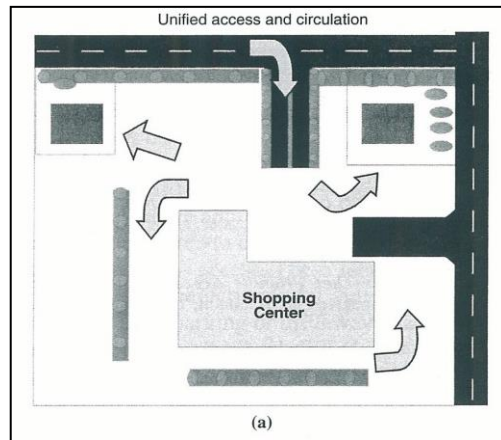 Unified access and circulation
Shopping
Center
(a)